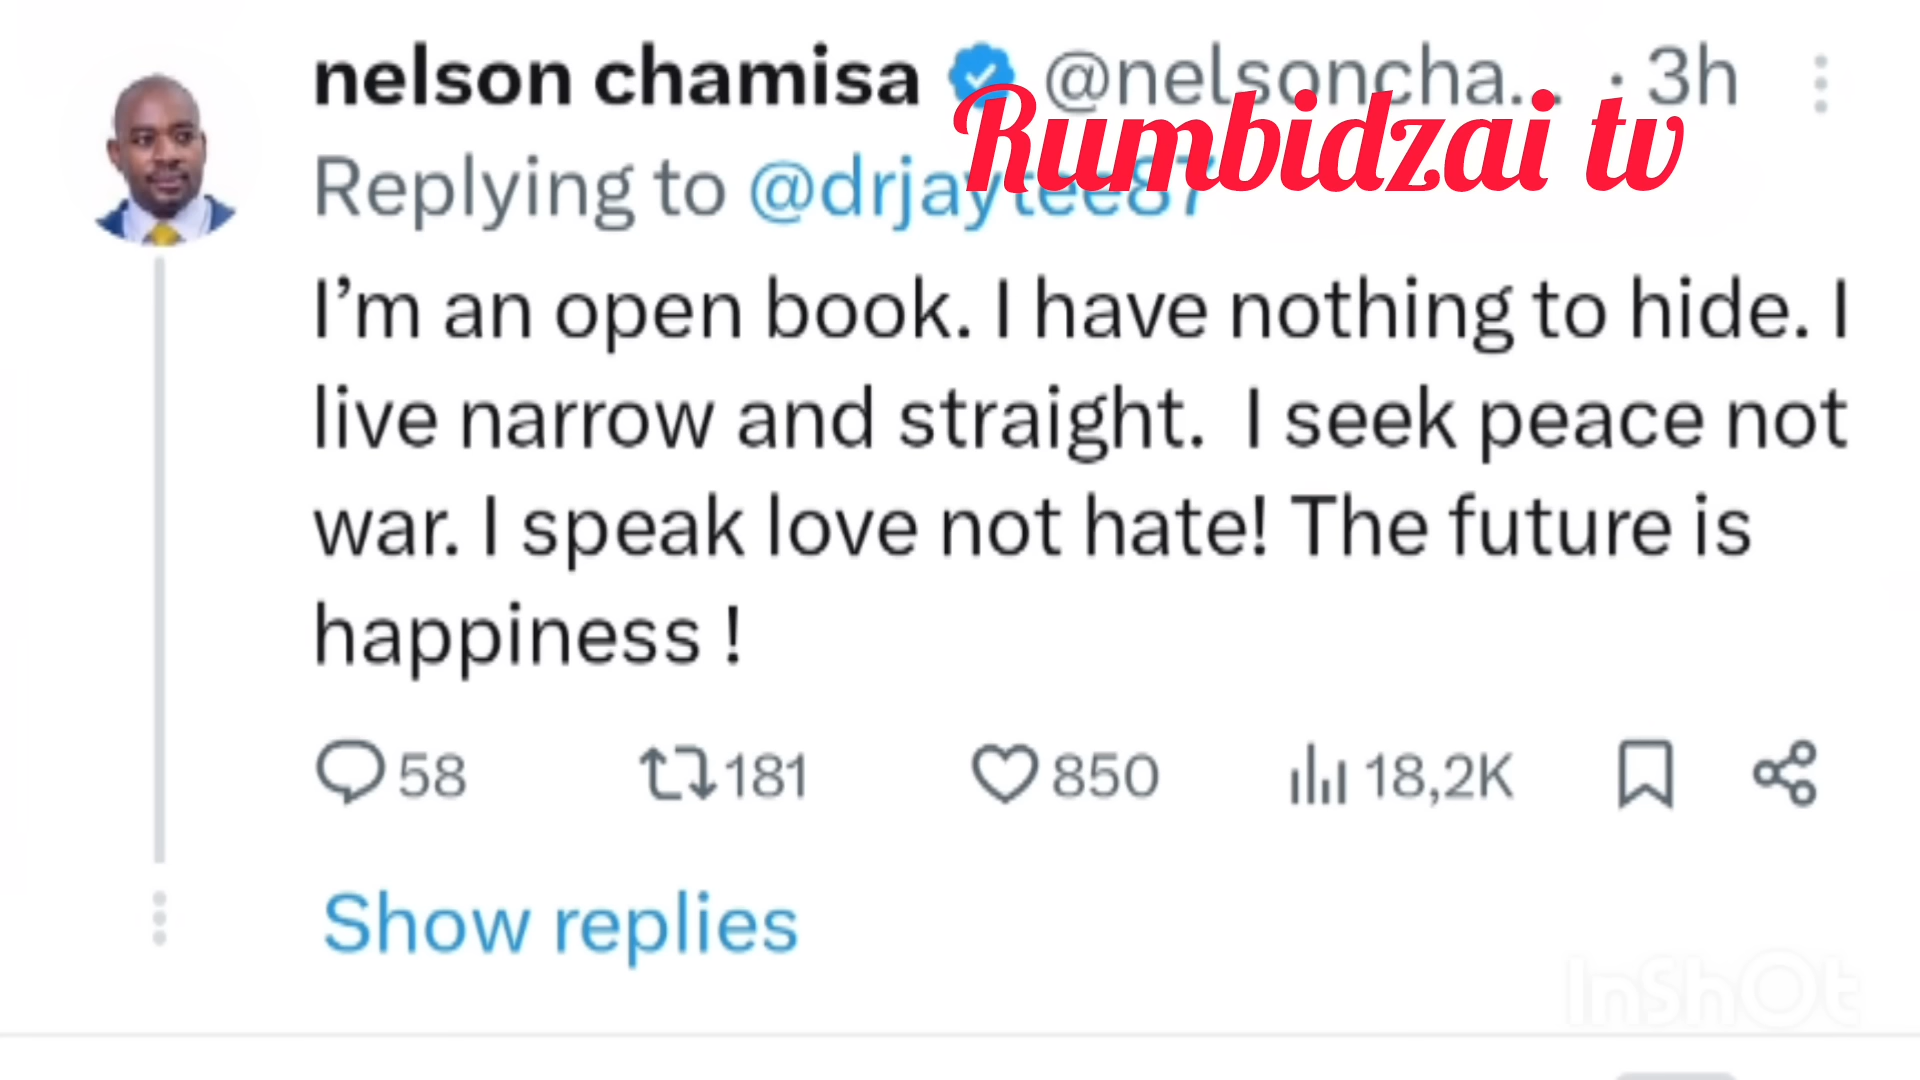 nelson chamisa @nelsoncha... · 3h
Rumbidzai tv
Replying to @drjaytee87
I’m an open book. I have nothing to hide. I
live narrow and straight.  I seek peace not
war. I speak love not hate! The future is
happiness !
58 181 850 18,2K
Show replies
InShOt